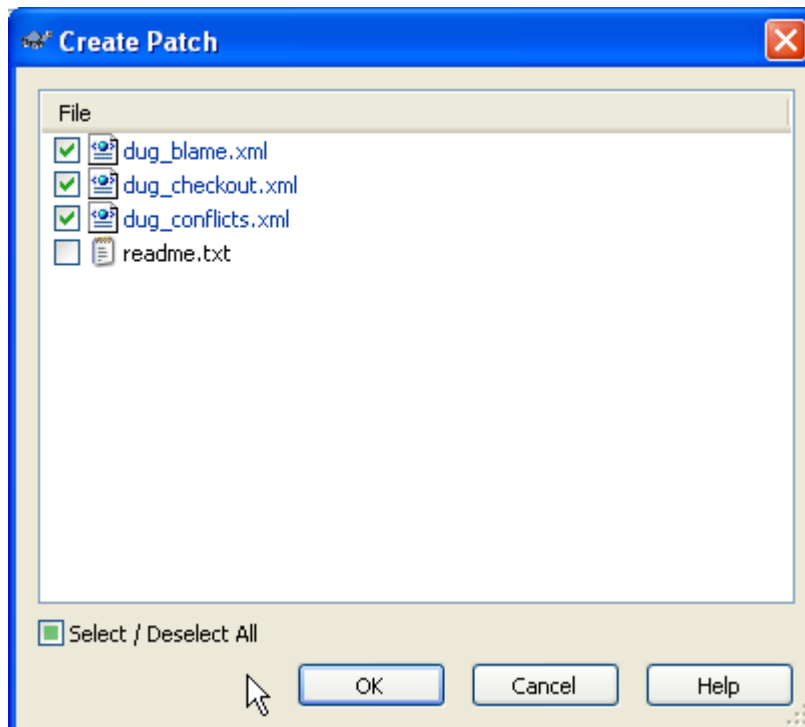 Create Patch
File
dug_blame.xml
dug_checkout.xml
dug_conflicts.xml
readme.txt
Select / Deselect All
OK Cancel Help